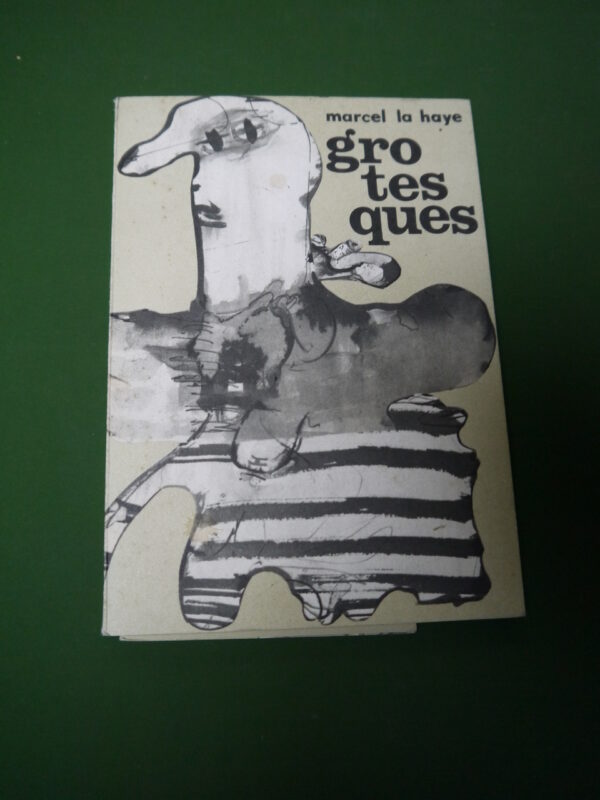 marcel la haye
gro
tes
ques